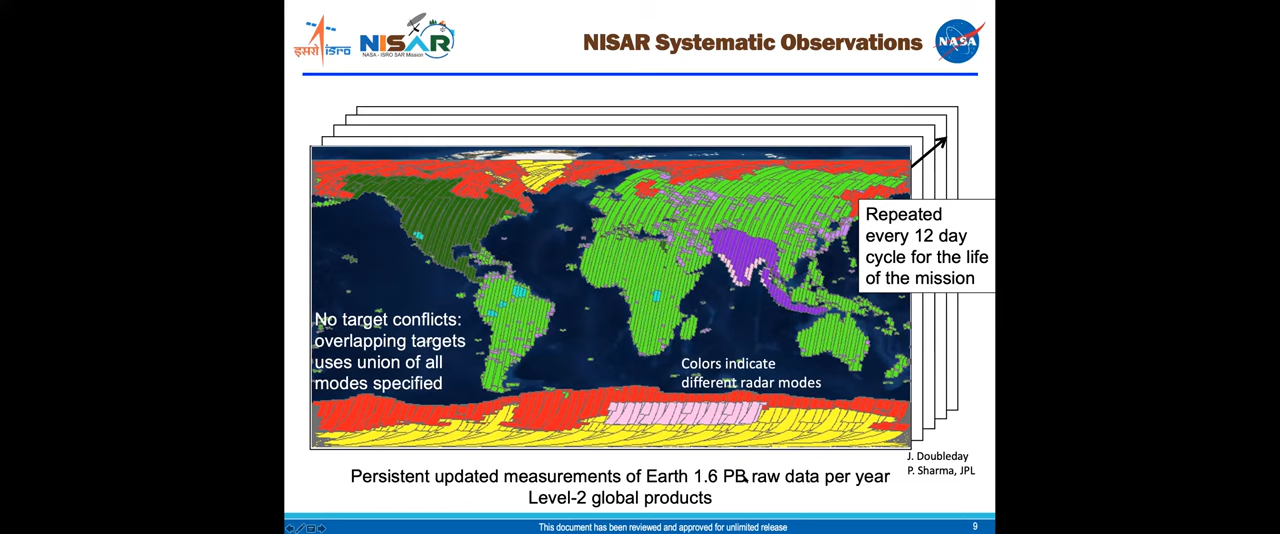 इसरो isro
NISAR
NASA - ISRO SAR Mission
NISAR Systematic Observations
NASA
Repeated
every 12 day
cycle for the life
of the mission
No target conflicts:
overlapping targets
uses union of all
modes specified
Colors indicate
different radar modes
J. Doubleday
P. Sharma, JPL
Persistent updated measurements of Earth 1.6 PB raw data per year
Level-2 global products
This document has been reviewed and approved for unlimited release
9